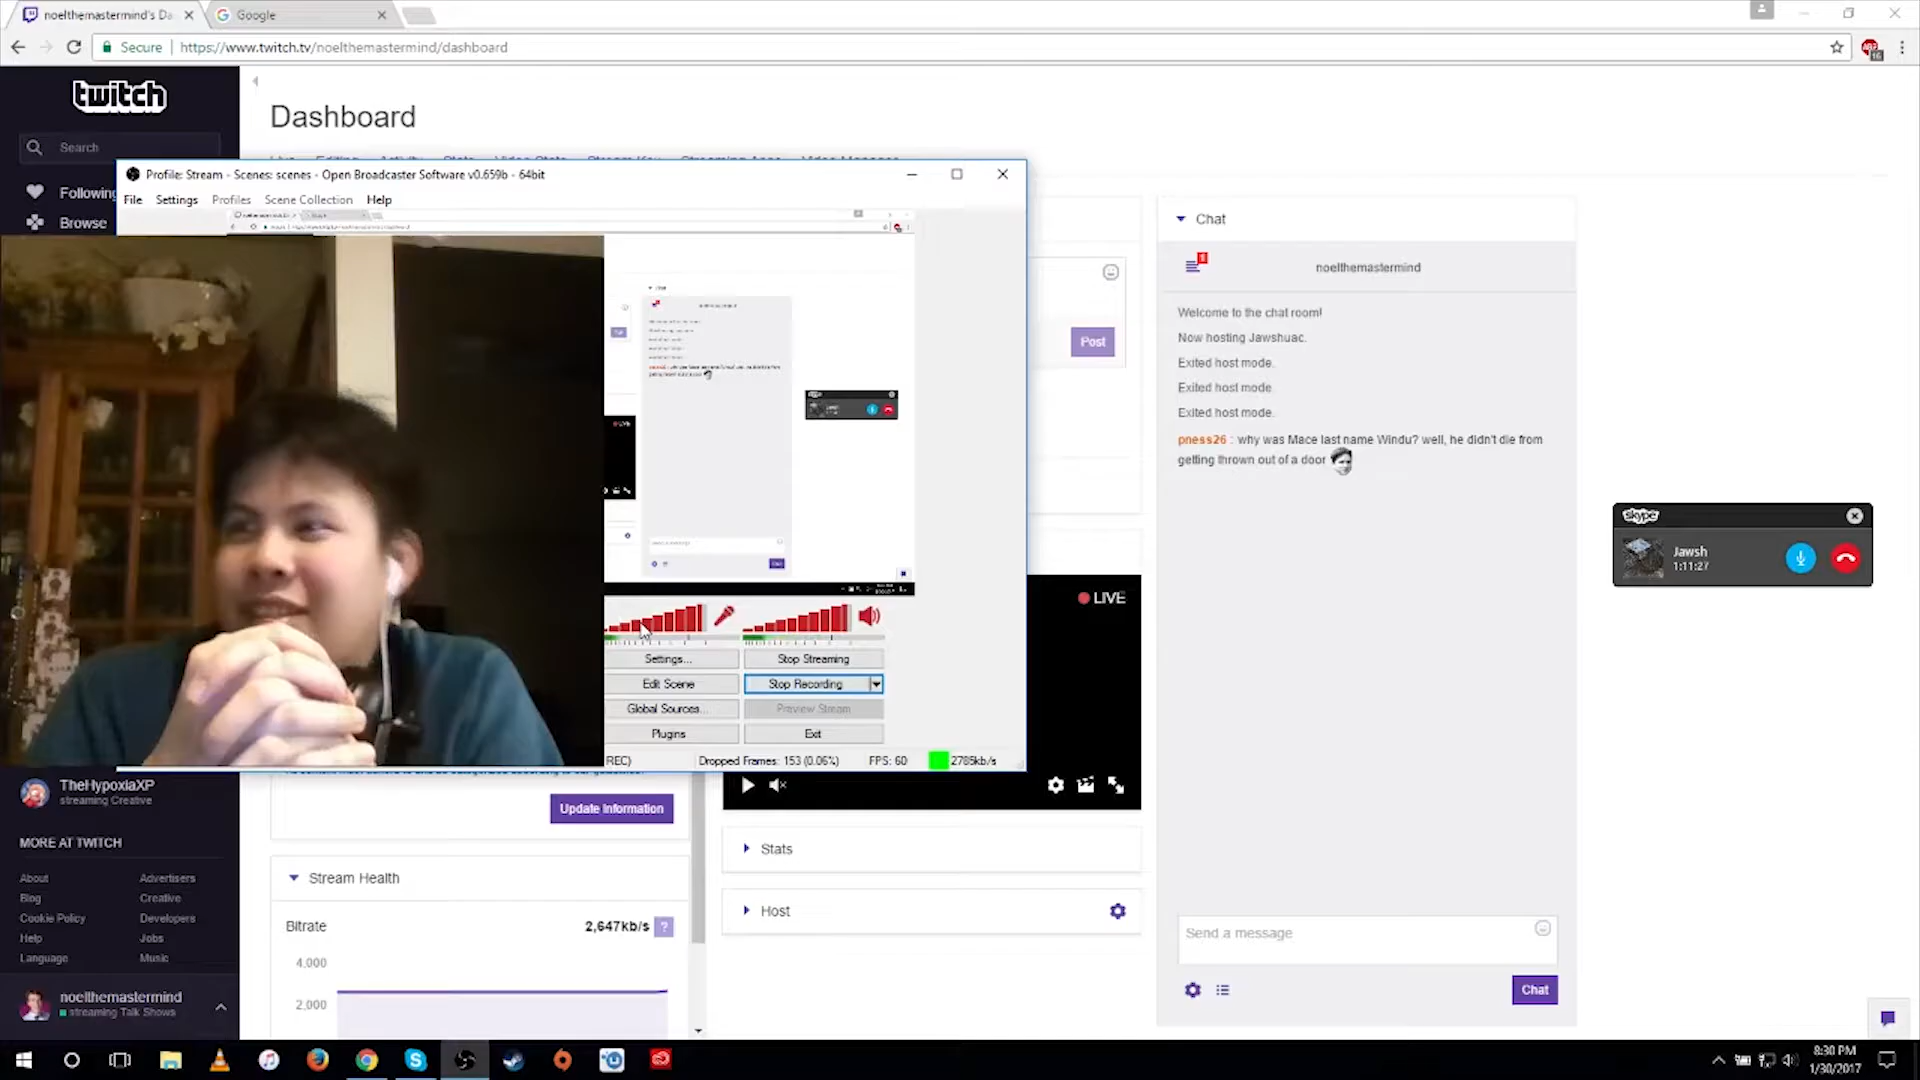 noelthemastermind's Da
Google
Secure
https://www.twitch.tv/noelthemastermind/dashboard
twitch
Search
Following
Browse
Dashboard
Profile: Stream - Scenes: scenes - Open Broadcaster Software v0.659b - 64bit
File Settings Profiles Scene Collection Help
Settings... Stop Streaming
Edit Scene Stop Recording
Global Sources... Preview Stream
Plugins Exit
REC) Dropped Frames: 153 (0.06%) FPS: 60 2785kb/s
Post
LIVE
Chat
1
noelthemastermind
Welcome to the chat room!
Now hosting Jawshuac.
Exited host mode.
Exited host mode.
Exited host mode.
pness26 : why was Mace last name Windu? well, he didn't die from
getting thrown out of a door
Send a message
Chat
skype
Jawsh
1:11:27
TheHypoxiaXP
streaming Creative
MORE AT TWITCH
About Advertisers
Blog Creative
Cookie Policy Developers
Help Jobs
Language Music
noelthemastermind
streaming Talk Shows
Update Information
Stream Health
Bitrate 2,647kb/s ?
4,000
2,000
Stats
Host
8:30 PM
1/30/2017